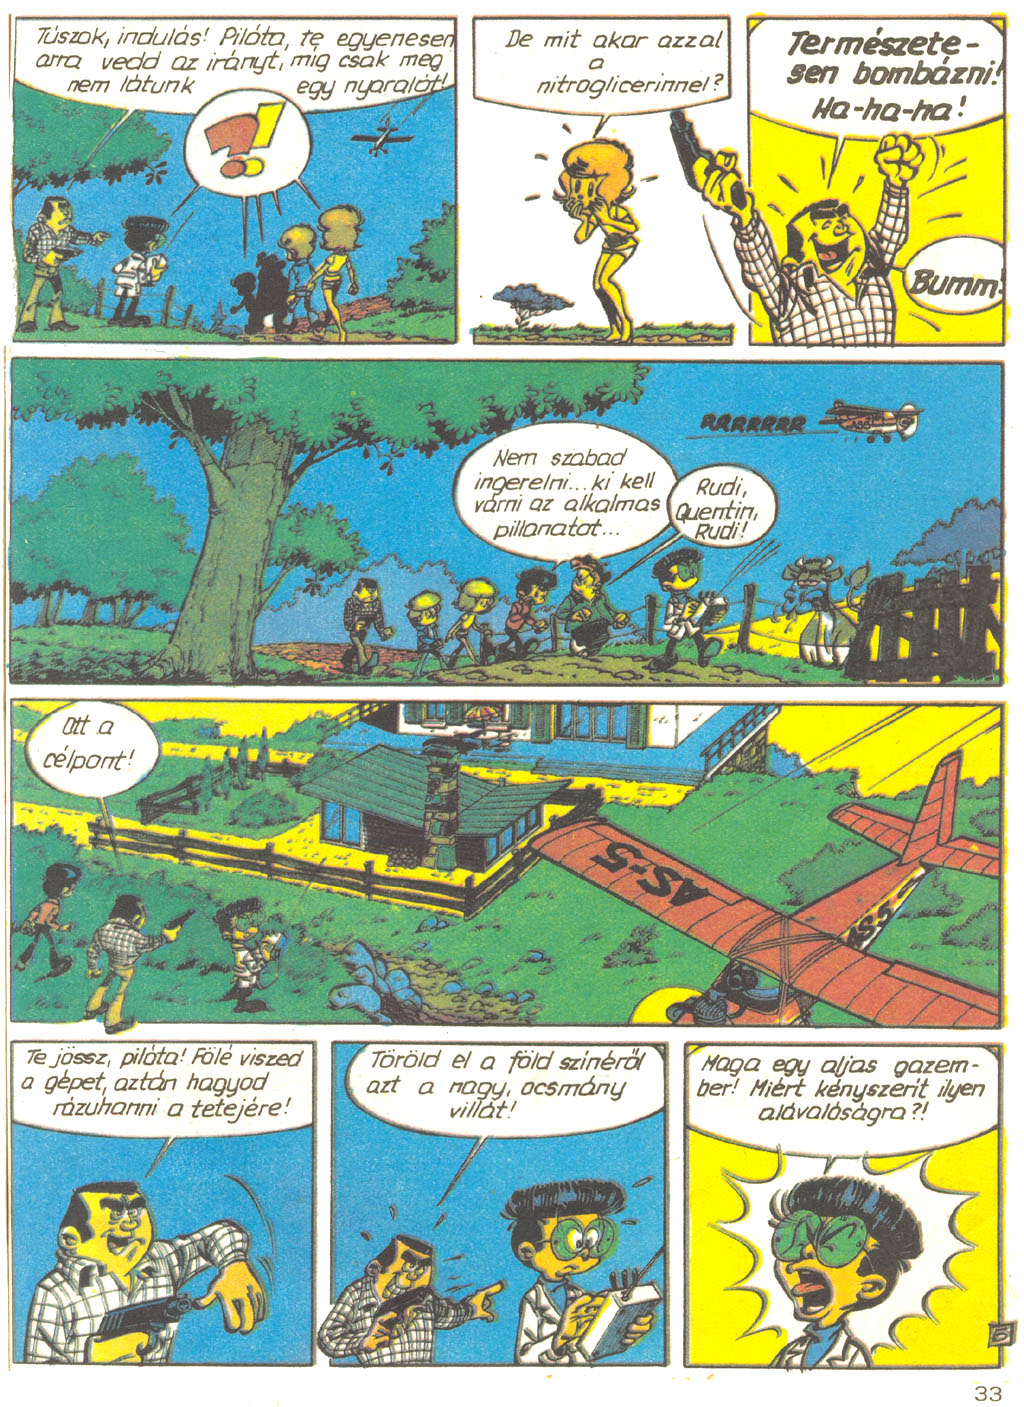 Túszok, indulás! Pilóta, te egyenesen
arra vedd az irányt, míg csak meg
nem látunk egy nyaralót!
?!
De mit akar azzal
a
nitroglicerinnel?
Természete-
sen bombázni!
Ha-ha-ha!
Bumm!
RRRRRRR
Nem szabad
ingerelni... ki kell
várni az alkalmas
pillanatot...
Rudi,
Quentin,
Rudi!
Ott a
célpont!
AS-5
AS-5
Te jössz, pilóta! Fölé viszed
a gépet, aztán hagyod
rázuhanni a tetejére!
Töröld el a föld színéről
azt a nagy, ocsmány
villát!
Maga egy aljas gazem-
ber! Miért kényszerít ilyen
alávalóságra?!
33